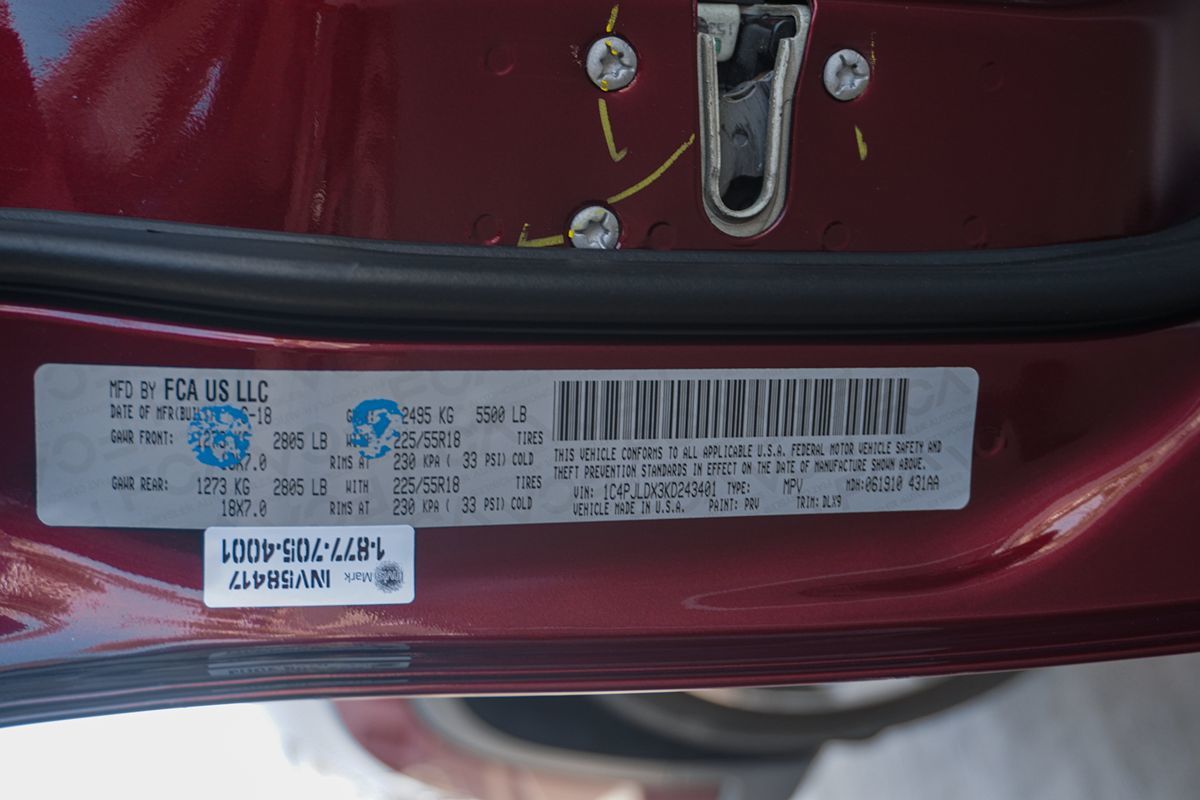 MFD BY FCA US LLC
DATE OF MFR -18 2495 KG 5500 LB
GAWR FRONT: 2805 LB 225/55R18 TIRES
18X7.0 RIMS AT 230 KPA ( 33 PSI) COLD
GAWR REAR: 1273 KG 2805 LB WITH 225/55R18 TIRES
18X7.0 RIMS AT 230 KPA ( 33 PSI) COLD
THIS VEHICLE CONFORMS TO ALL APPLICABLE U.S.A. FEDERAL MOTOR VEHICLE SAFETY AND
THEFT PREVENTION STANDARDS IN EFFECT ON THE DATE OF MANUFACTURE SHOWN ABOVE.
VIN: 1C4PJLDX3KD243401 TYPE: MPV MDH:061910 431AA
VEHICLE MADE IN U.S.A. PAINT: PRV TRIM: DLX9
Mark INV58417
1-877-705-4001